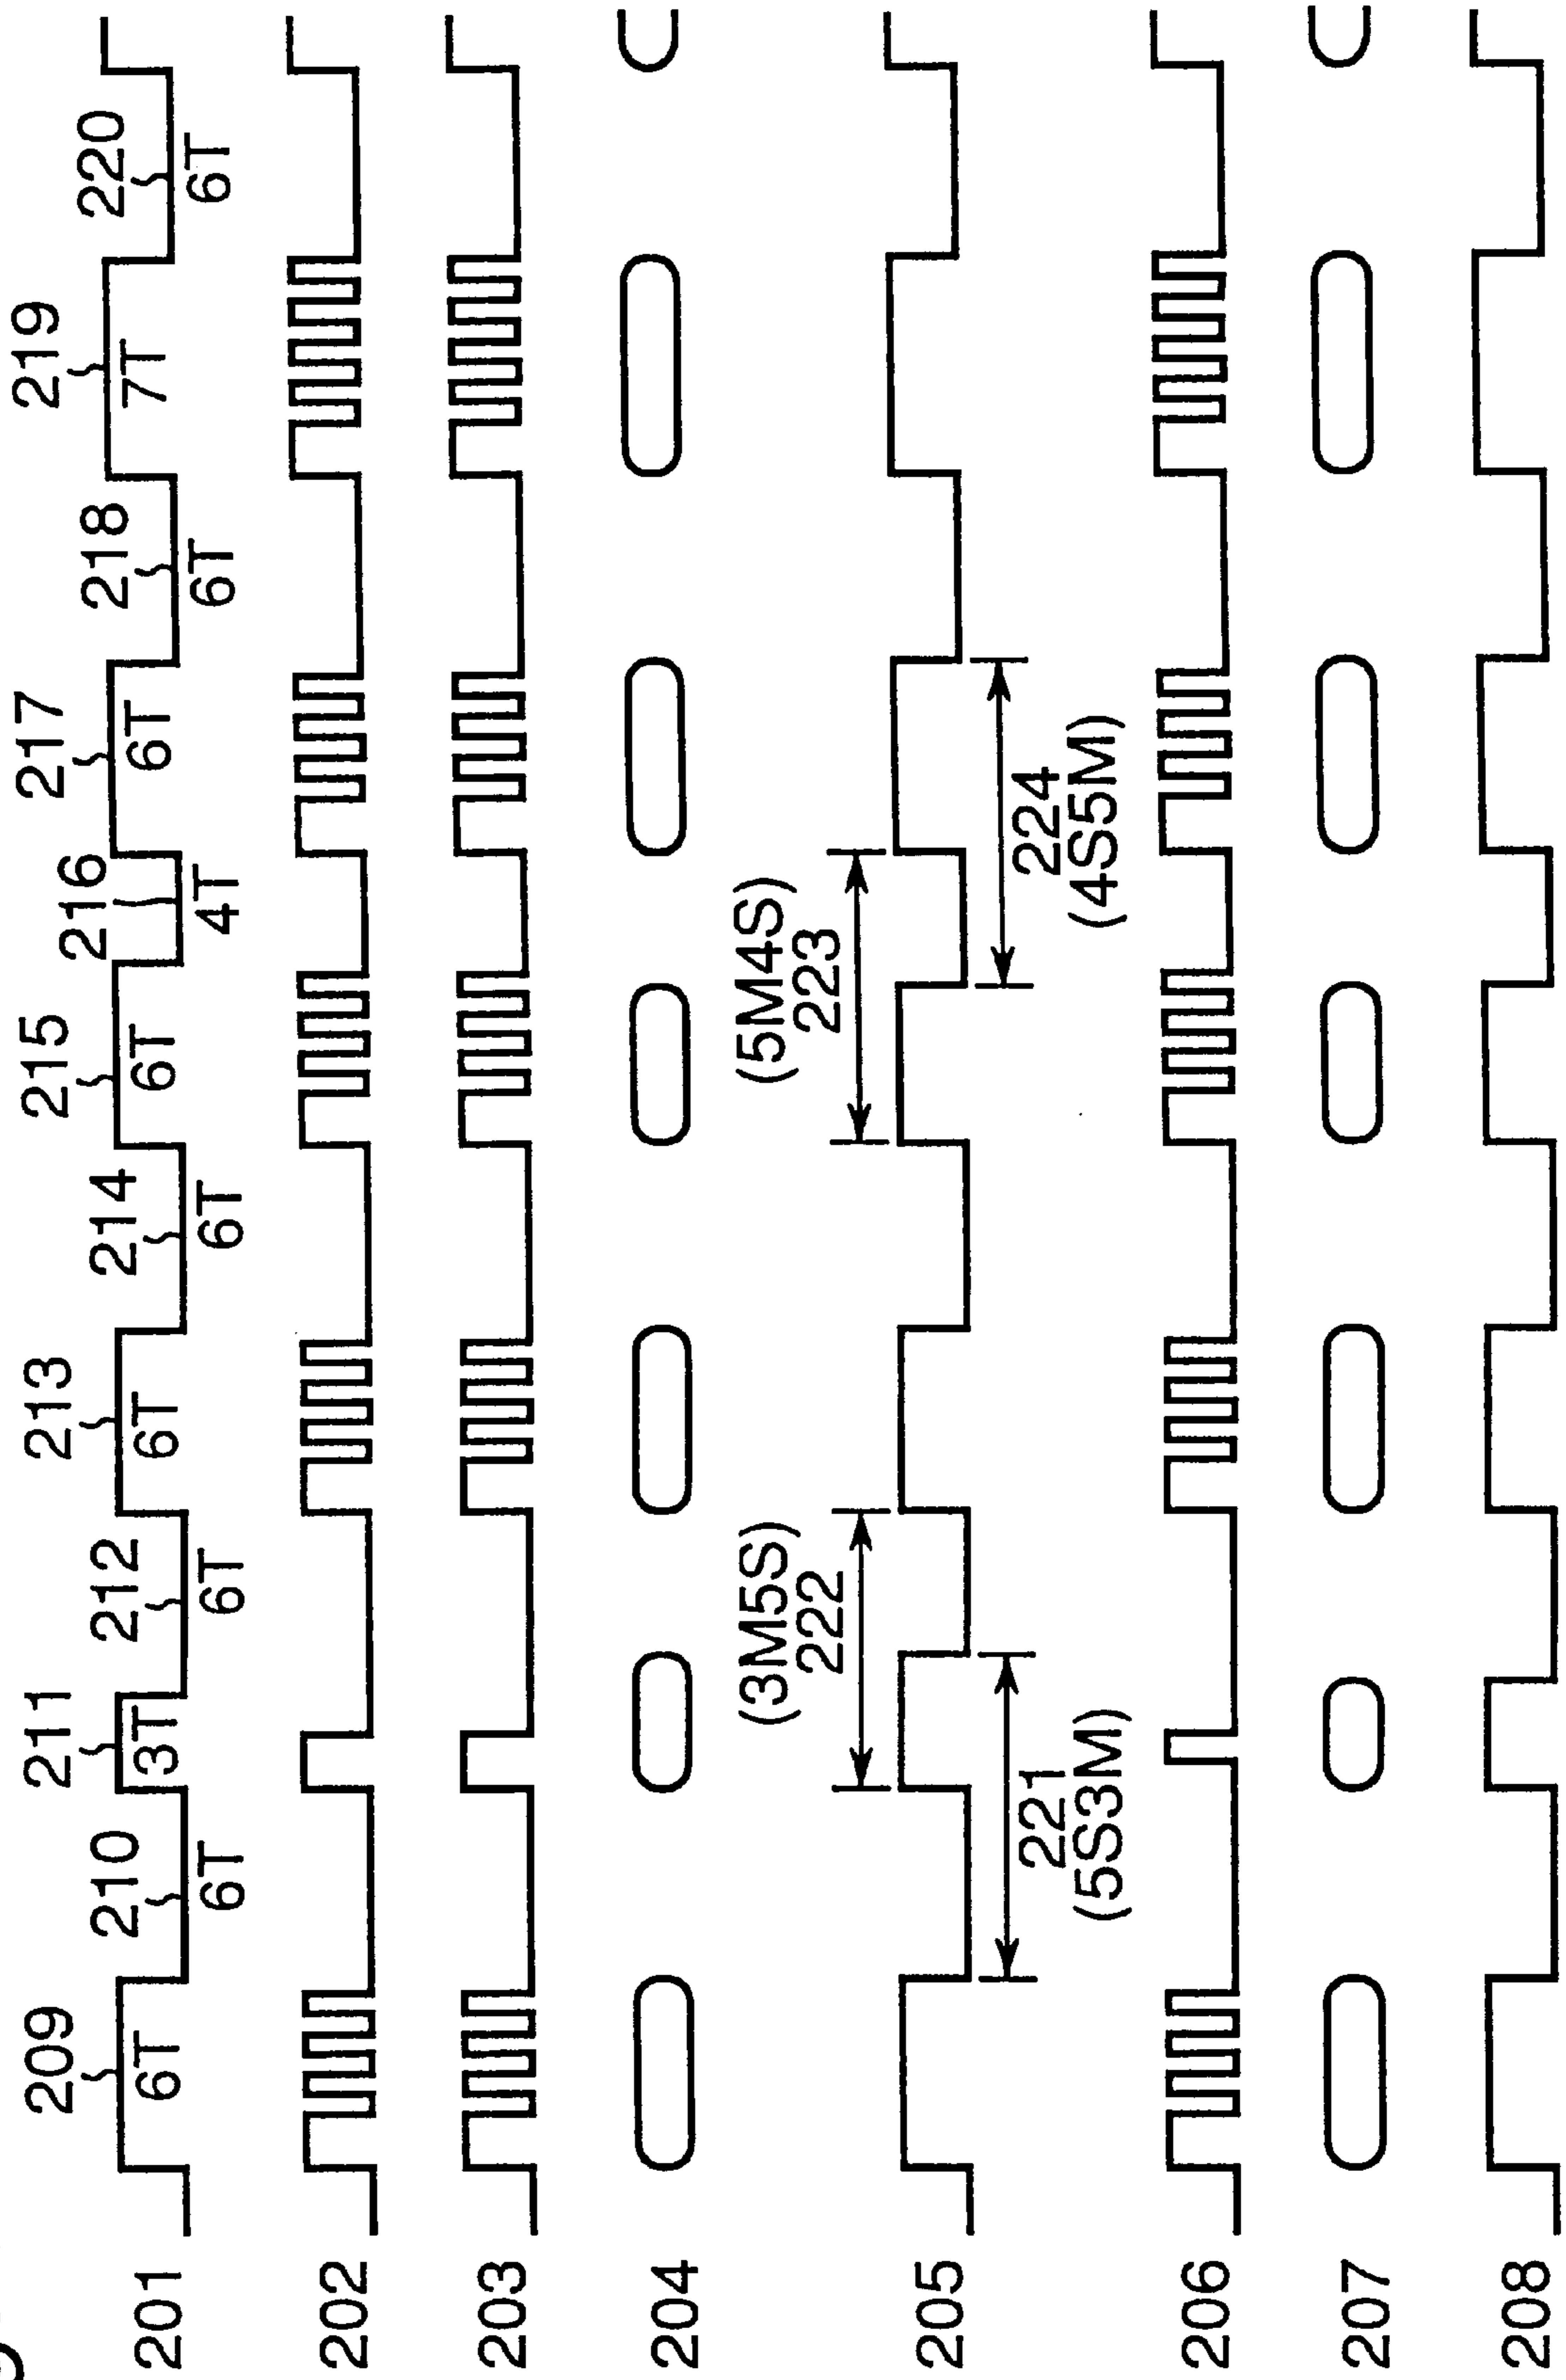 209 211 213 215 217 219
210 212 214 216 218 220
201
6T 3T 6T 6T 6T 7T
6T 6T 6T 4T 6T 6T
202
203
204
(3M5S) (5M4S)
222 223
205
221 224
(5S3M) (4S5M)
206
207
208